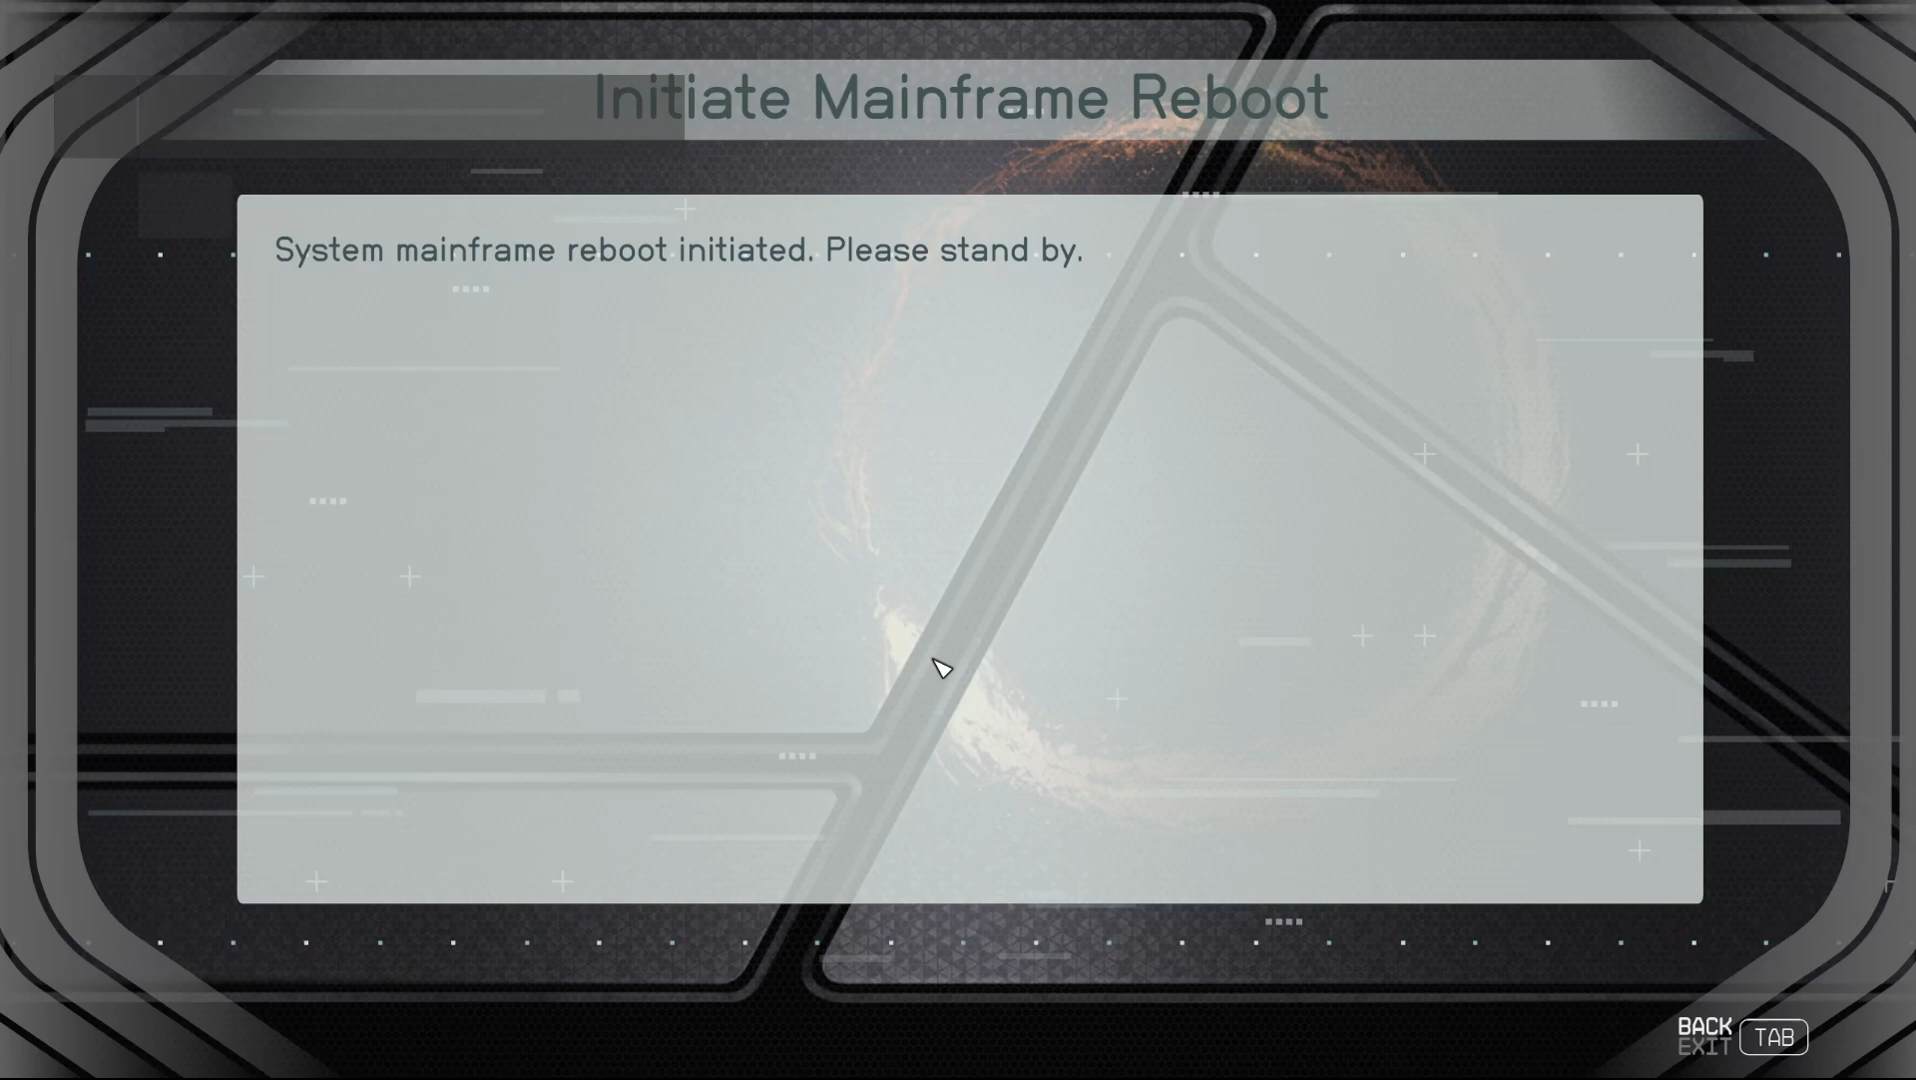 Initiate Mainframe Reboot
System mainframe reboot initiated. Please stand by.
BACK
EXIT
TAB